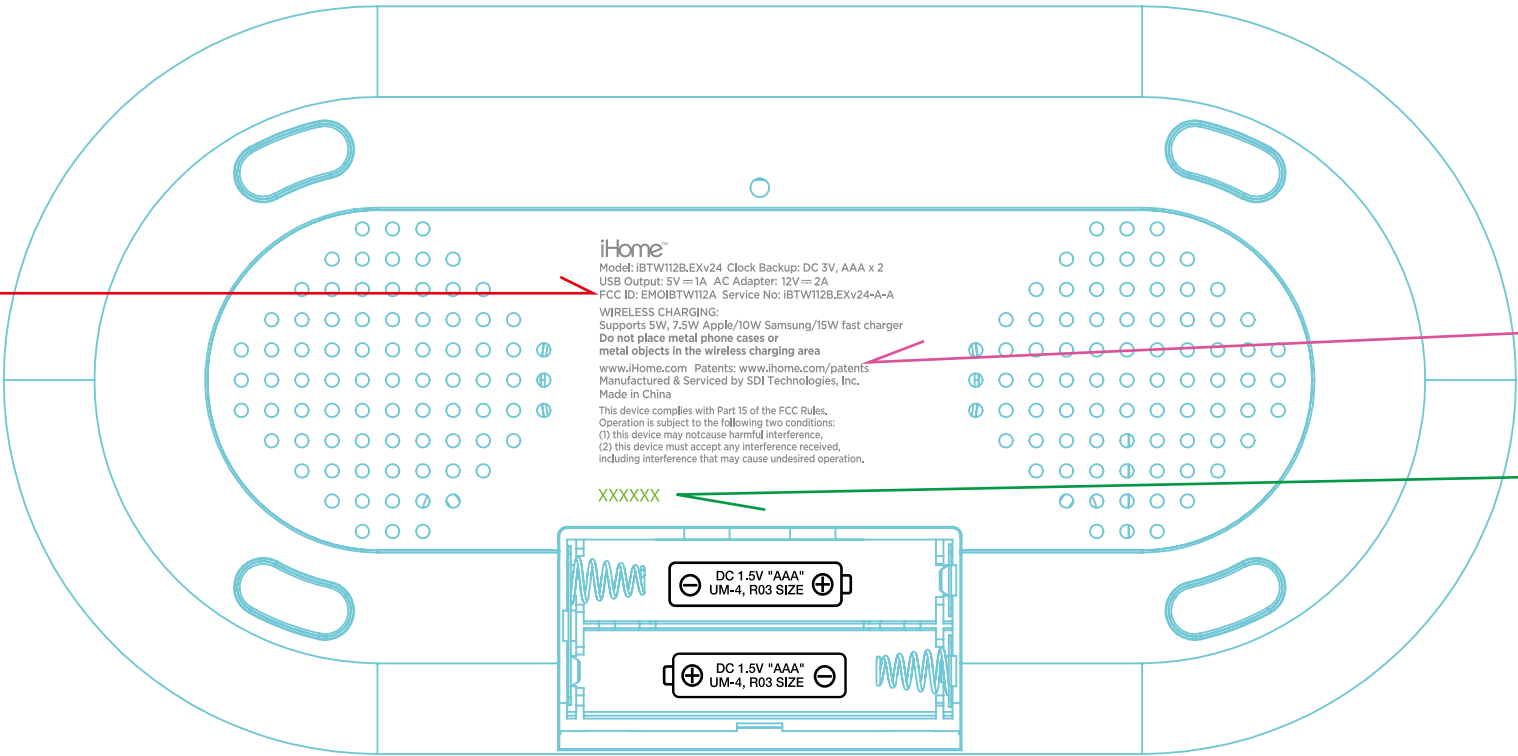 iHome™
Model: iBTW112B.EXv24 Clock Backup: DC 3V, AAA x 2
USB Output: 5V⎓1A AC Adapter: 12V⎓2A
FCC ID: EMOIBTW112A Service No: iBTW112B.EXv24-A-A
WIRELESS CHARGING:
Supports 5W, 7.5W Apple/10W Samsung/15W fast charger
Do not place metal phone cases or
metal objects in the wireless charging area
www.iHome.com Patents: www.ihome.com/patents
Manufactured & Serviced by SDI Technologies, Inc.
Made in China
This device complies with Part 15 of the FCC Rules.
Operation is subject to the following two conditions:
(1) this device may notcause harmful interference,
(2) this device must accept any interference received,
including interference that may cause undesired operation.
XXXXXX
DC 1.5V "AAA"
UM-4, R03 SIZE
DC 1.5V "AAA"
UM-4, R03 SIZE